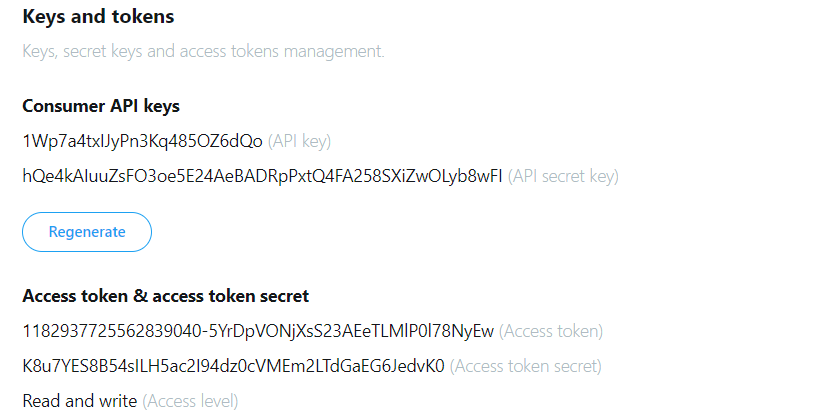 Keys and tokens
Keys, secret keys and access tokens management.
Consumer API keys
1Wp7a4txIJyPn3Kq485OZ6dQo (API key)
hQe4kAIuuZsFO3oe5E24AeBADRpPxtQ4FA258SXiZwOLyb8wFI (API secret key)
Regenerate
Access token & access token secret
1182937725562839040-5YrDpVONjXsS23AEeTLMlP0l78NyEw (Access token)
K8u7YES8B54sILH5ac2I94dz0cVMEm2LTdGaEG6JedvK0 (Access token secret)
Read and write (Access level)